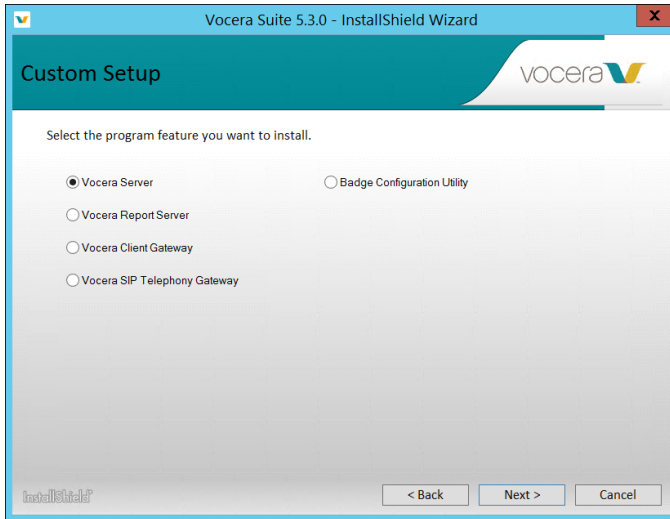 Vocera Suite 5.3.0 - InstallShield Wizard
x
Custom Setup
vocera
Select the program feature you want to install.
Vocera Server
Badge Configuration Utility
Vocera Report Server
Vocera Client Gateway
Vocera SIP Telephony Gateway
InstallShield
< Back
Next >
Cancel